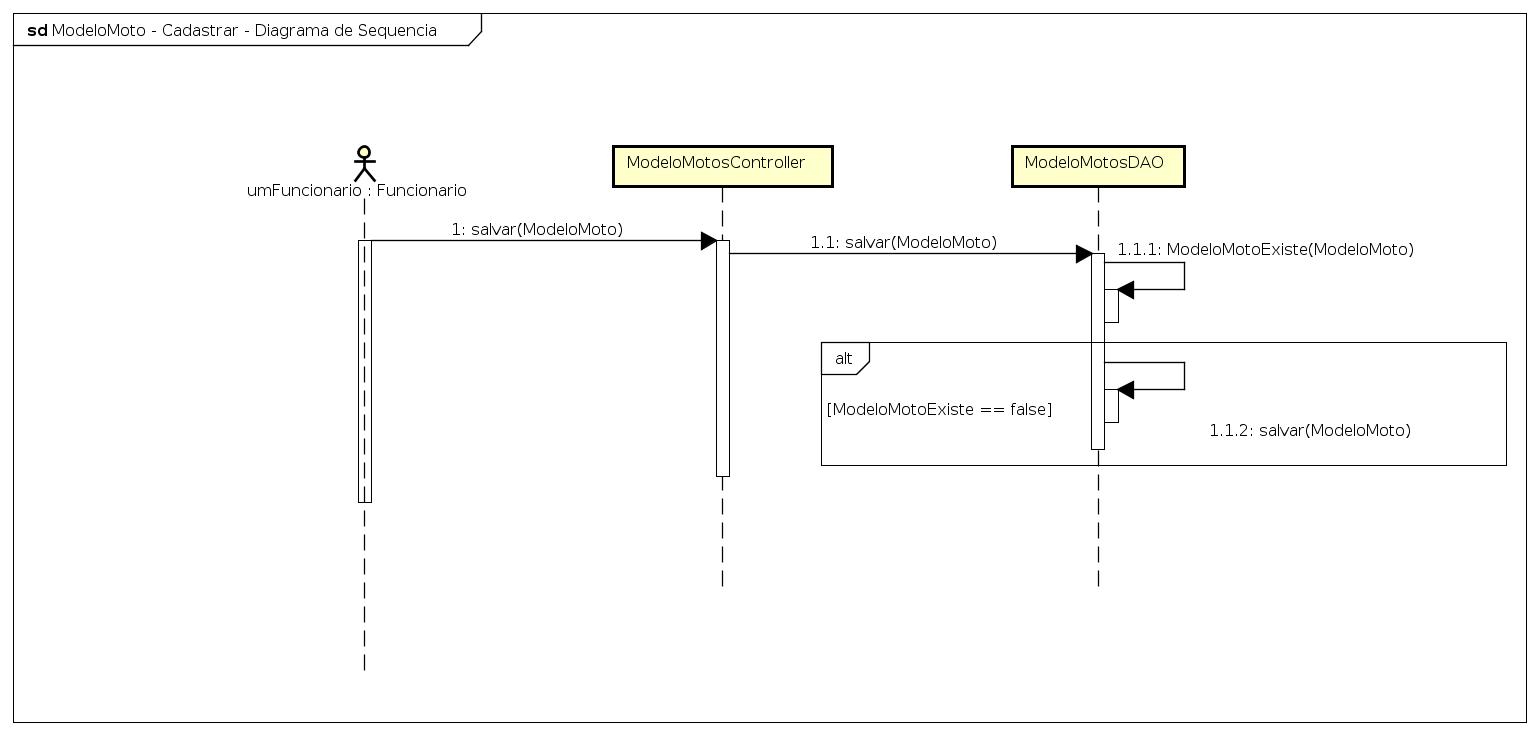 sd ModeloMoto - Cadastrar - Diagrama de Sequencia
umFuncionario : Funcionario
ModeloMotosController
ModeloMotosDAO
1: salvar(ModeloMoto)
1.1: salvar(ModeloMoto)
1.1.1: ModeloMotoExiste(ModeloMoto)
alt
[ModeloMotoExiste == false]
1.1.2: salvar(ModeloMoto)